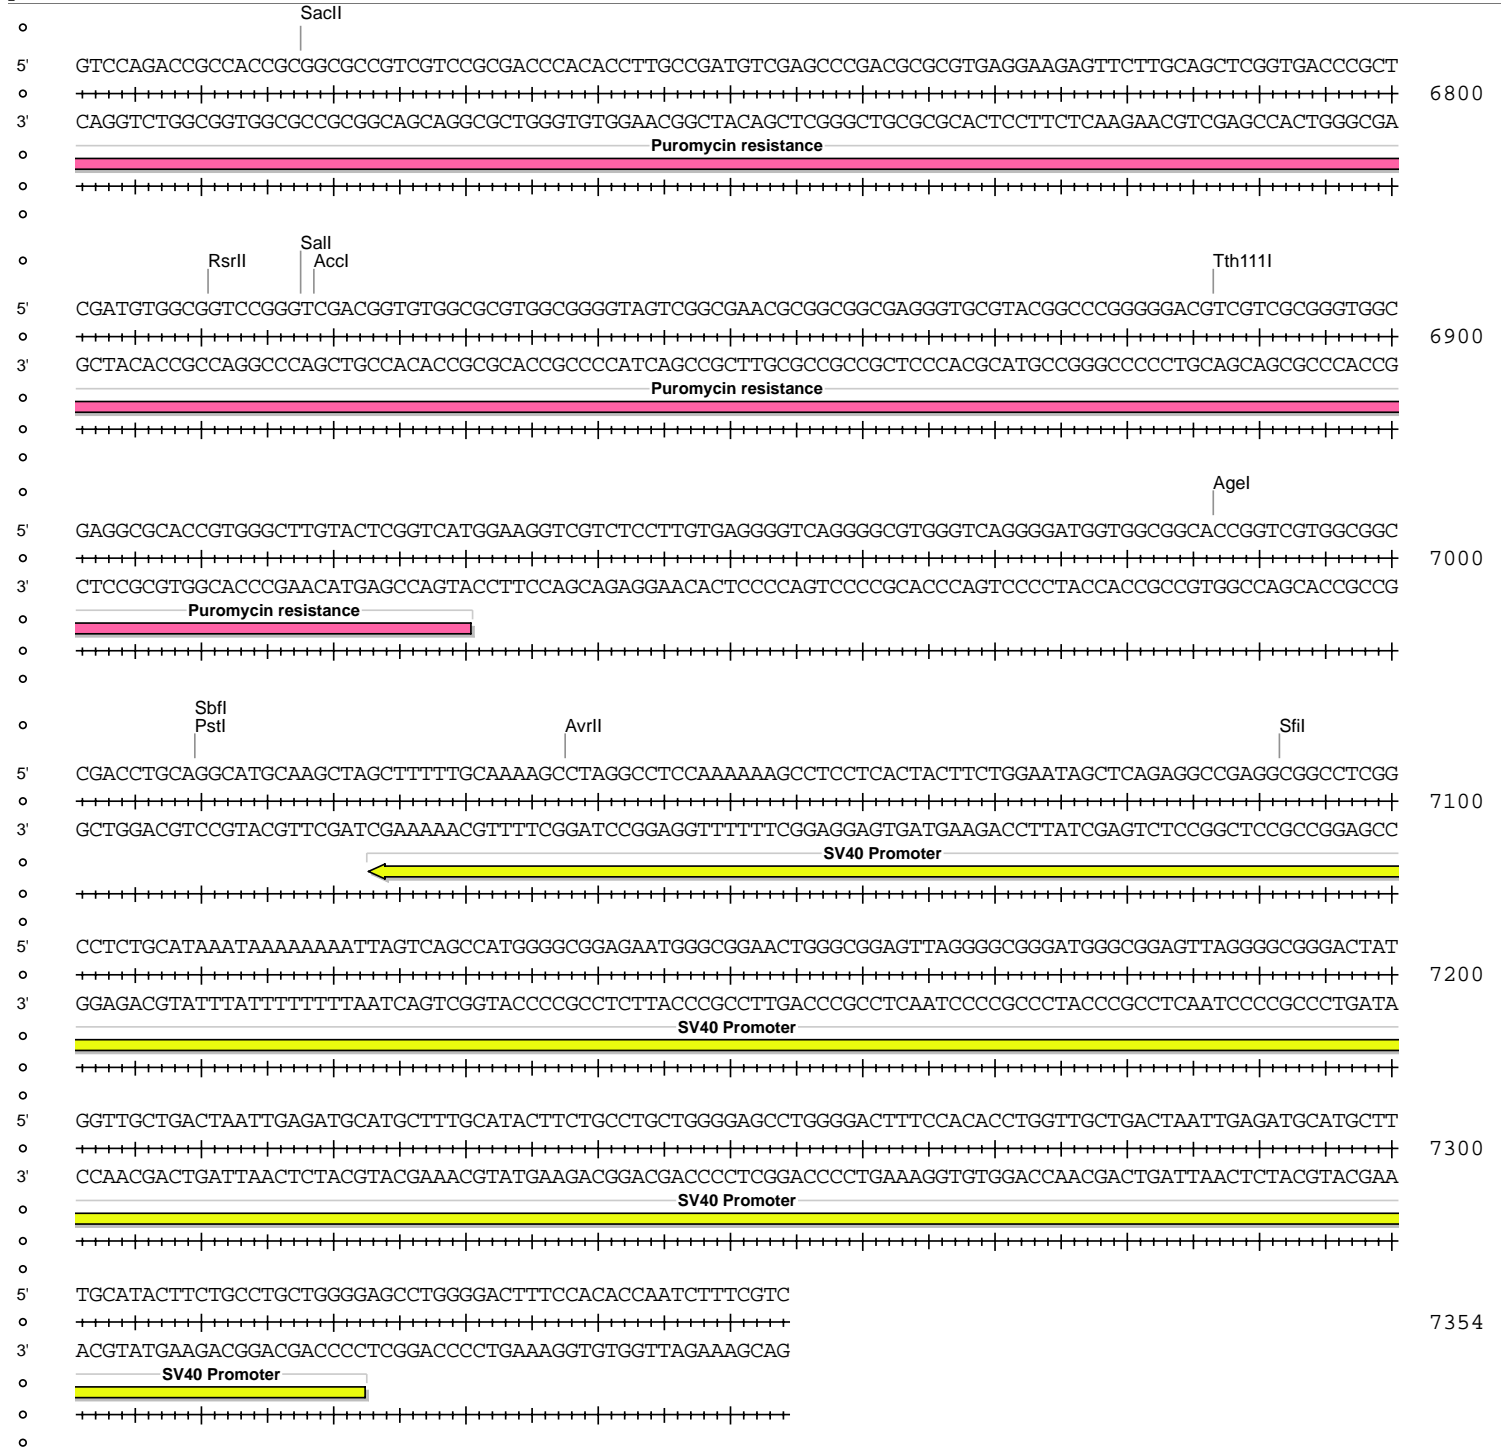 SacII
5' GTCCAGACCGCCACCGCGGCGCCGTCGTCCGCGACCCACACCTTGCCGATGTCGAGCCCGACGCGCGTGAGGAAGAGTTCTTGCAGCTCGGTGACCCGCT
6800
3' CAGGTCTGGCGGTGGCGCCGCGGCAGCAGGCGCTGGGTGTGGAACGGCTACAGCTCGGGCTGCGCGCACTCCTTCTCAAGAACGTCGAGCCACTGGGCGA
Puromycin resistance
SalI
RsrII AccI Tth111I
5' CGATGTGGCGGTCCGGGTCGACGGTGTGGCGCGTGGCGGGGTAGTCGGCGAACGCGGCGGCGAGGGTGCGTACGGCCCGGGGGACGTCGTCGCGGGTGGC
6900
3' GCTACACCGCCAGGCCCAGCTGCCACACCGCGCACCGCCCCATCAGCCGCTTGCGCCGCCGCTCCCACGCATGCCGGGCCCCCTGCAGCAGCGCCCACCG
Puromycin resistance
AgeI
5' GAGGCGCACCGTGGGCTTGTACTCGGTCATGGAAGGTCGTCTCCTTGTGAGGGGTCAGGGGCGTGGGTCAGGGGATGGTGGCGGCACCGGTCGTGGCGGC
7000
3' CTCCGCGTGGCACCCGAACATGAGCCAGTACCTTCCAGCAGAGGAACACTCCCCAGTCCCCGCACCCAGTCCCCTACCACCGCCGTGGCCAGCACCGCCG
Puromycin resistance
SbfI
PstI AvrII SfiI
5' CGACCTGCAGGCATGCAAGCTAGCTTTTTGCAAAAGCCTAGGCCTCCAAAAAAGCCTCCTCACTACTTCTGGAATAGCTCAGAGGCCGAGGCGGCCTCGG
7100
3' GCTGGACGTCCGTACGTTCGATCGAAAAACGTTTTCGGATCCGGAGGTTTTTTCGGAGGAGTGATGAAGACCTTATCGAGTCTCCGGCTCCGCCGGAGCC
SV40 Promoter
5' CCTCTGCATAAATAAAAAAAATTAGTCAGCCATGGGGCGGAGAATGGGCGGAACTGGGCGGAGTTAGGGGCGGGATGGGCGGAGTTAGGGGCGGGACTAT
7200
3' GGAGACGTATTTATTTTTTTTAATCAGTCGGTACCCCGCCTCTTACCCGCCTTGACCCGCCTCAATCCCCGCCCTACCCGCCTCAATCCCCGCCCTGATA
SV40 Promoter
5' GGTTGCTGACTAATTGAGATGCATGCTTTGCATACTTCTGCCTGCTGGGGAGCCTGGGGACTTTCCACACCTGGTTGCTGACTAATTGAGATGCATGCTT
7300
3' CCAACGACTGATTAACTCTACGTACGAAACGTATGAAGACGGACGACCCCTCGGACCCCTGAAAGGTGTGGACCAACGACTGATTAACTCTACGTACGAA
SV40 Promoter
5' TGCATACTTCTGCCTGCTGGGGAGCCTGGGGACTTTCCACACCAATCTTTCGTC
7354
3' ACGTATGAAGACGGACGACCCCTCGGACCCCTGAAAGGTGTGGTTAGAAAGCAG
SV40 Promoter